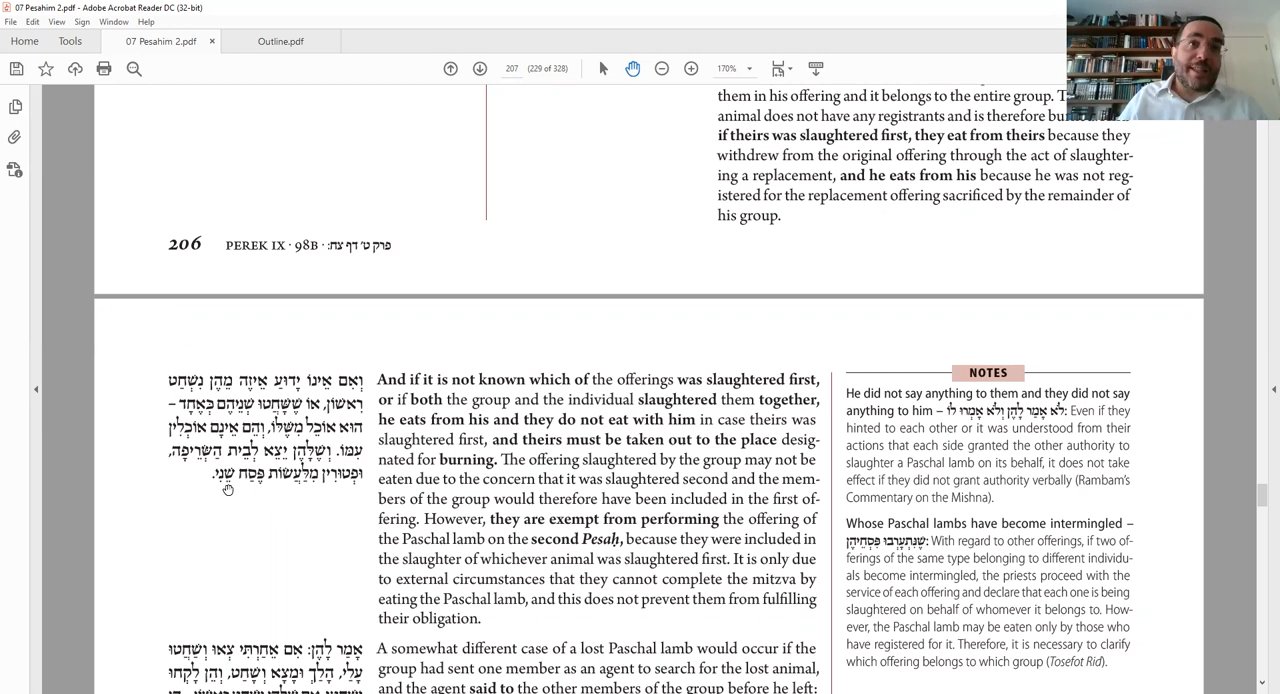 07 Pesahim 2.pdf - Adobe Acrobat Reader DC (32-bit)
File Edit View Sign Window Help
Home Tools 07 Pesahim 2.pdf × Outline.pdf
207 (229 of 328) 170%
them in his offering and it belongs to the entire group.
animal does not have any registrants and is therefore
if theirs was slaughtered first, they eat from theirs because they
withdrew from the original offering through the act of slaughter-
ing a replacement, and he eats from his because he was not reg-
istered for the replacement offering sacrificed by the remainder of
his group.
206 PEREK IX · 98B · פרק ט׳ דף צח:
וְאִם אֵינוֹ יָדוּעַ אֵיזֶה מֵהֶן נִשְׁחַט
רִאשׁוֹן, אוֹ שֶׁשָּׁחֲטוּ שְׁנֵיהֶם כְּאֶחָד –
הוּא אוֹכֵל מִשֶּׁלּוֹ, וְהֵם אֵינָם אוֹכְלִין
עִמּוֹ. וְשֶׁלָּהֶן יֵצֵא לְבֵית הַשְּׂרֵיפָה,
וּפְטוּרִין מִלַּעֲשׂוֹת פֶּסַח שֵׁנִי.
And if it is not known which of the offerings was slaughtered first,
or if both the group and the individual slaughtered them together,
he eats from his and they do not eat with him in case theirs was
slaughtered first, and theirs must be taken out to the place desig-
nated for burning. The offering slaughtered by the group may not be
eaten due to the concern that it was slaughtered second and the mem-
bers of the group would therefore have been included in the first of-
fering. However, they are exempt from performing the offering of
the Paschal lamb on the second Pesaḥ, because they were included in
the slaughter of whichever animal was slaughtered first. It is only due
to external circumstances that they cannot complete the mitzva by
eating the Paschal lamb, and this does not prevent them from fulfilling
their obligation.
אָמַר לָהֶן: אִם אֵחַרְתִּי צְאוּ וְשַׁחֲטוּ
עָלַי, הָלַךְ וּמָצָא וְשָׁחַט, וְהֵן לָקְחוּ
A somewhat different case of a lost Paschal lamb would occur if the
group had sent one member as an agent to search for the lost animal,
and the agent said to the other members of the group before he left:
NOTES
He did not say anything to them and they did not say
anything to him – לֹא אָמַר לָהֶן וְלֹא אָמְרוּ לוֹ: Even if they
hinted to each other or it was understood from their
actions that each side granted the other authority to
slaughter a Paschal lamb on its behalf, it does not take
effect if they did not grant authority verbally (Rambam's
Commentary on the Mishna).
Whose Paschal lambs have become intermingled –
שֶׁנִּתְעָרְבוּ פִּסְחֵיהֶן: With regard to other offerings, if two of-
ferings of the same type belonging to different individu-
als become intermingled, the priests proceed with the
service of each offering and declare that each one is being
slaughtered on behalf of whomever it belongs to. How-
ever, the Paschal lamb may be eaten only by those who
have registered for it. Therefore, it is necessary to clarify
which offering belongs to which group (Tosefot Rid).